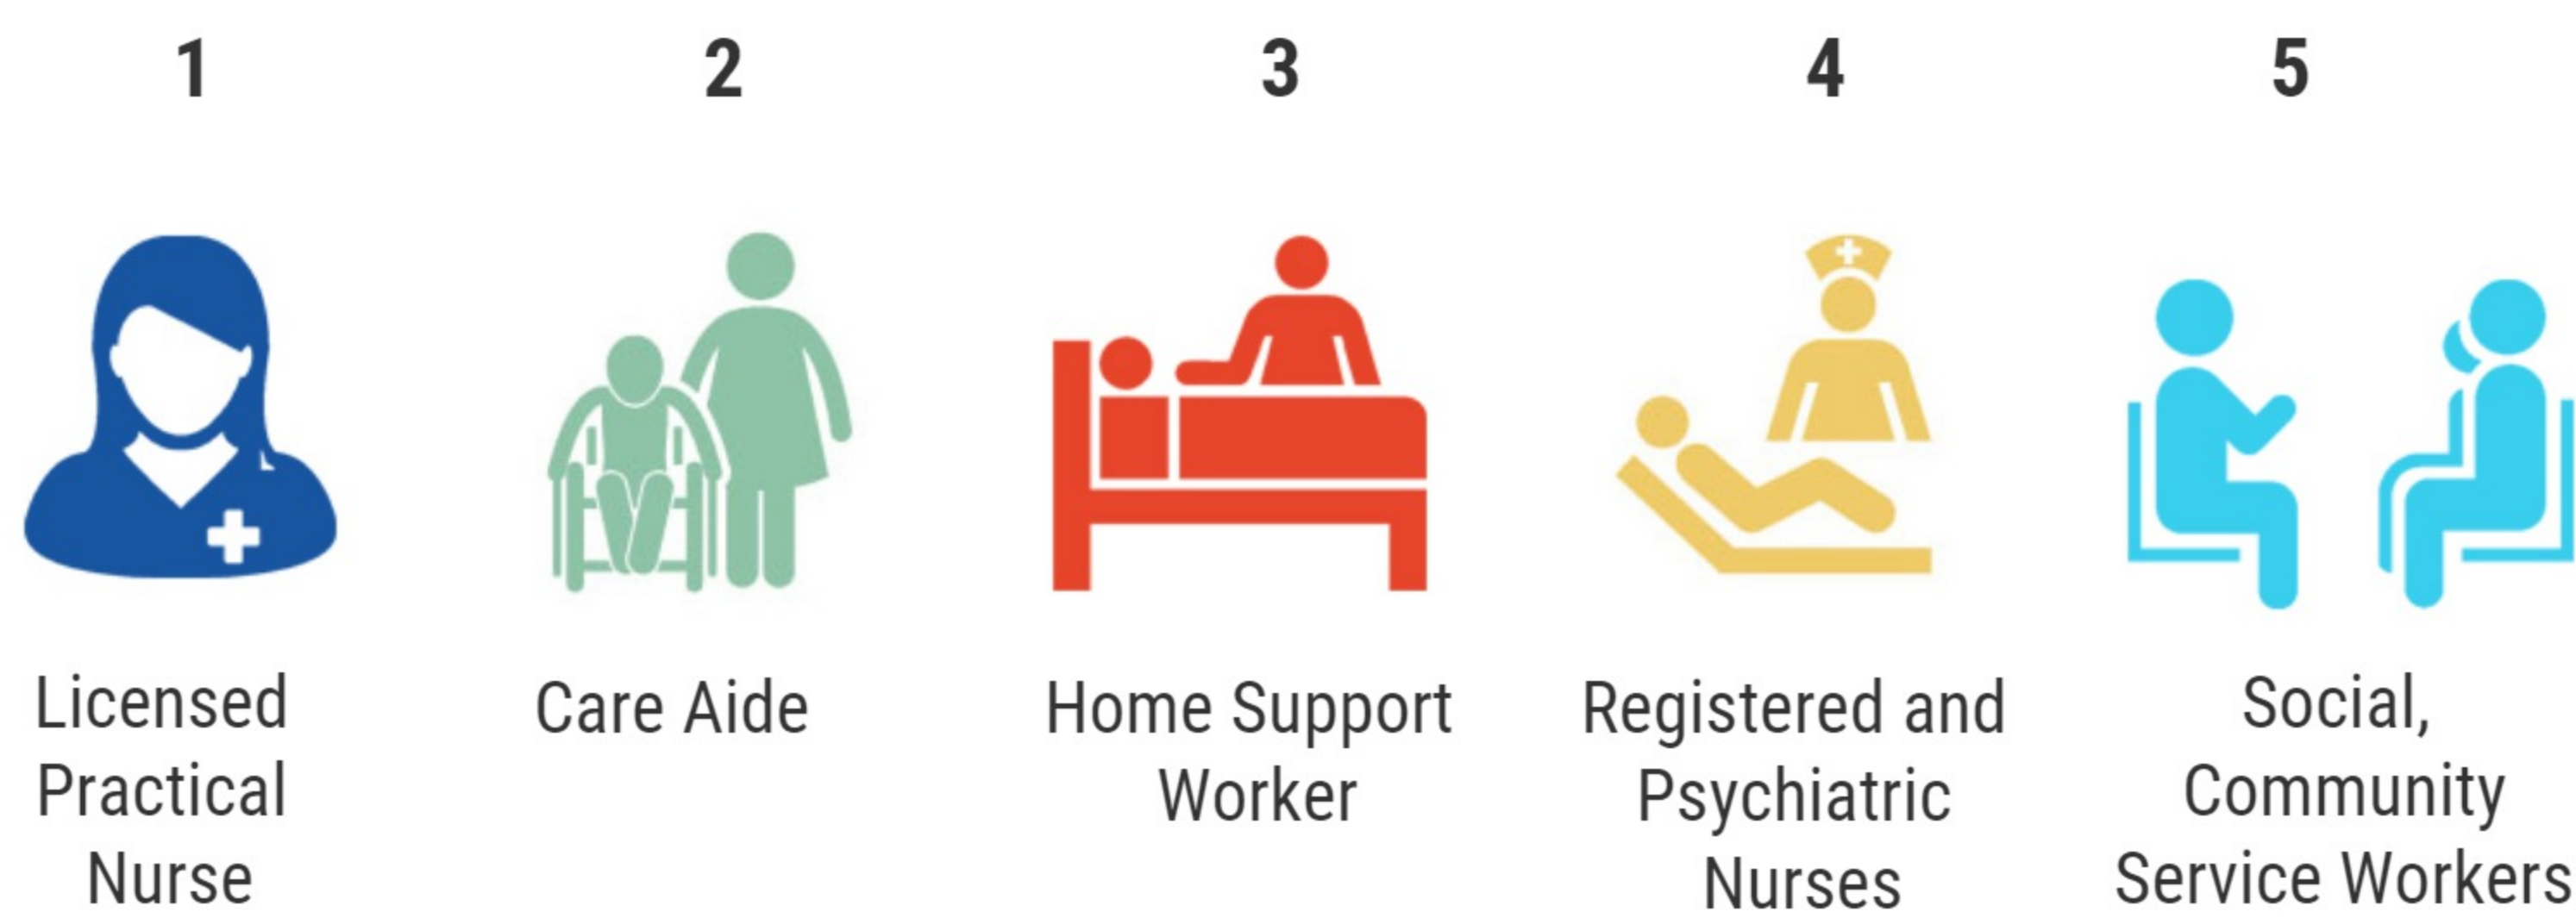 1
2
3
4
5
Licensed
Practical
Nurse
Care Aide
Home Support
Worker
Registered and
Psychiatric
Nurses
Social,
Community
Service Workers